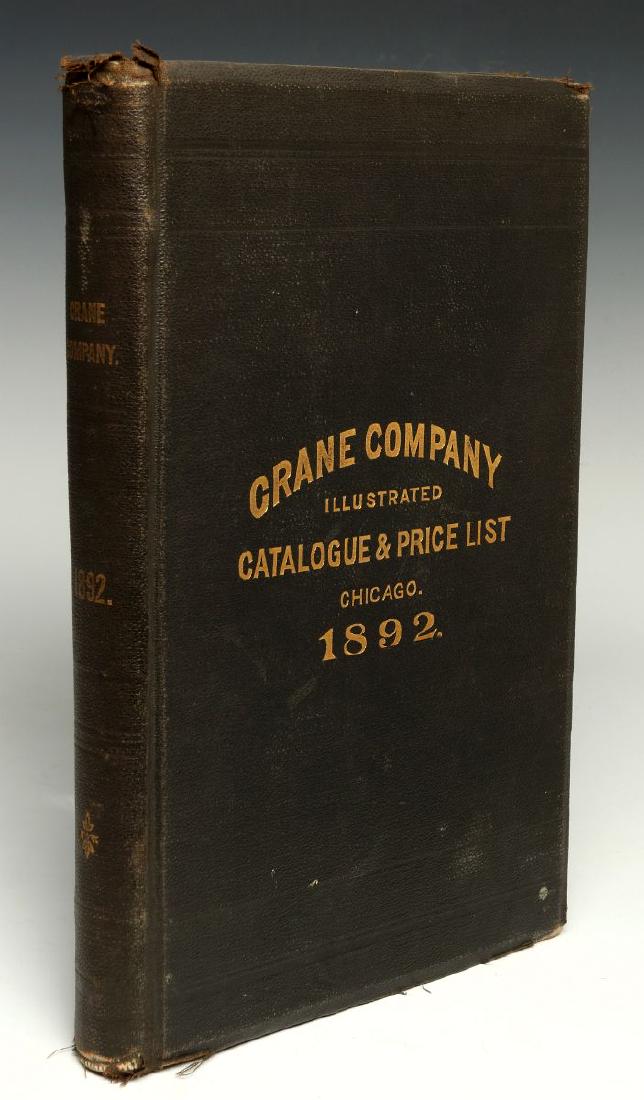 CRANE
COMPANY.
1892.
CRANE COMPANY
ILLUSTRATED
CATALOGUE & PRICE LIST
CHICAGO.
1892.